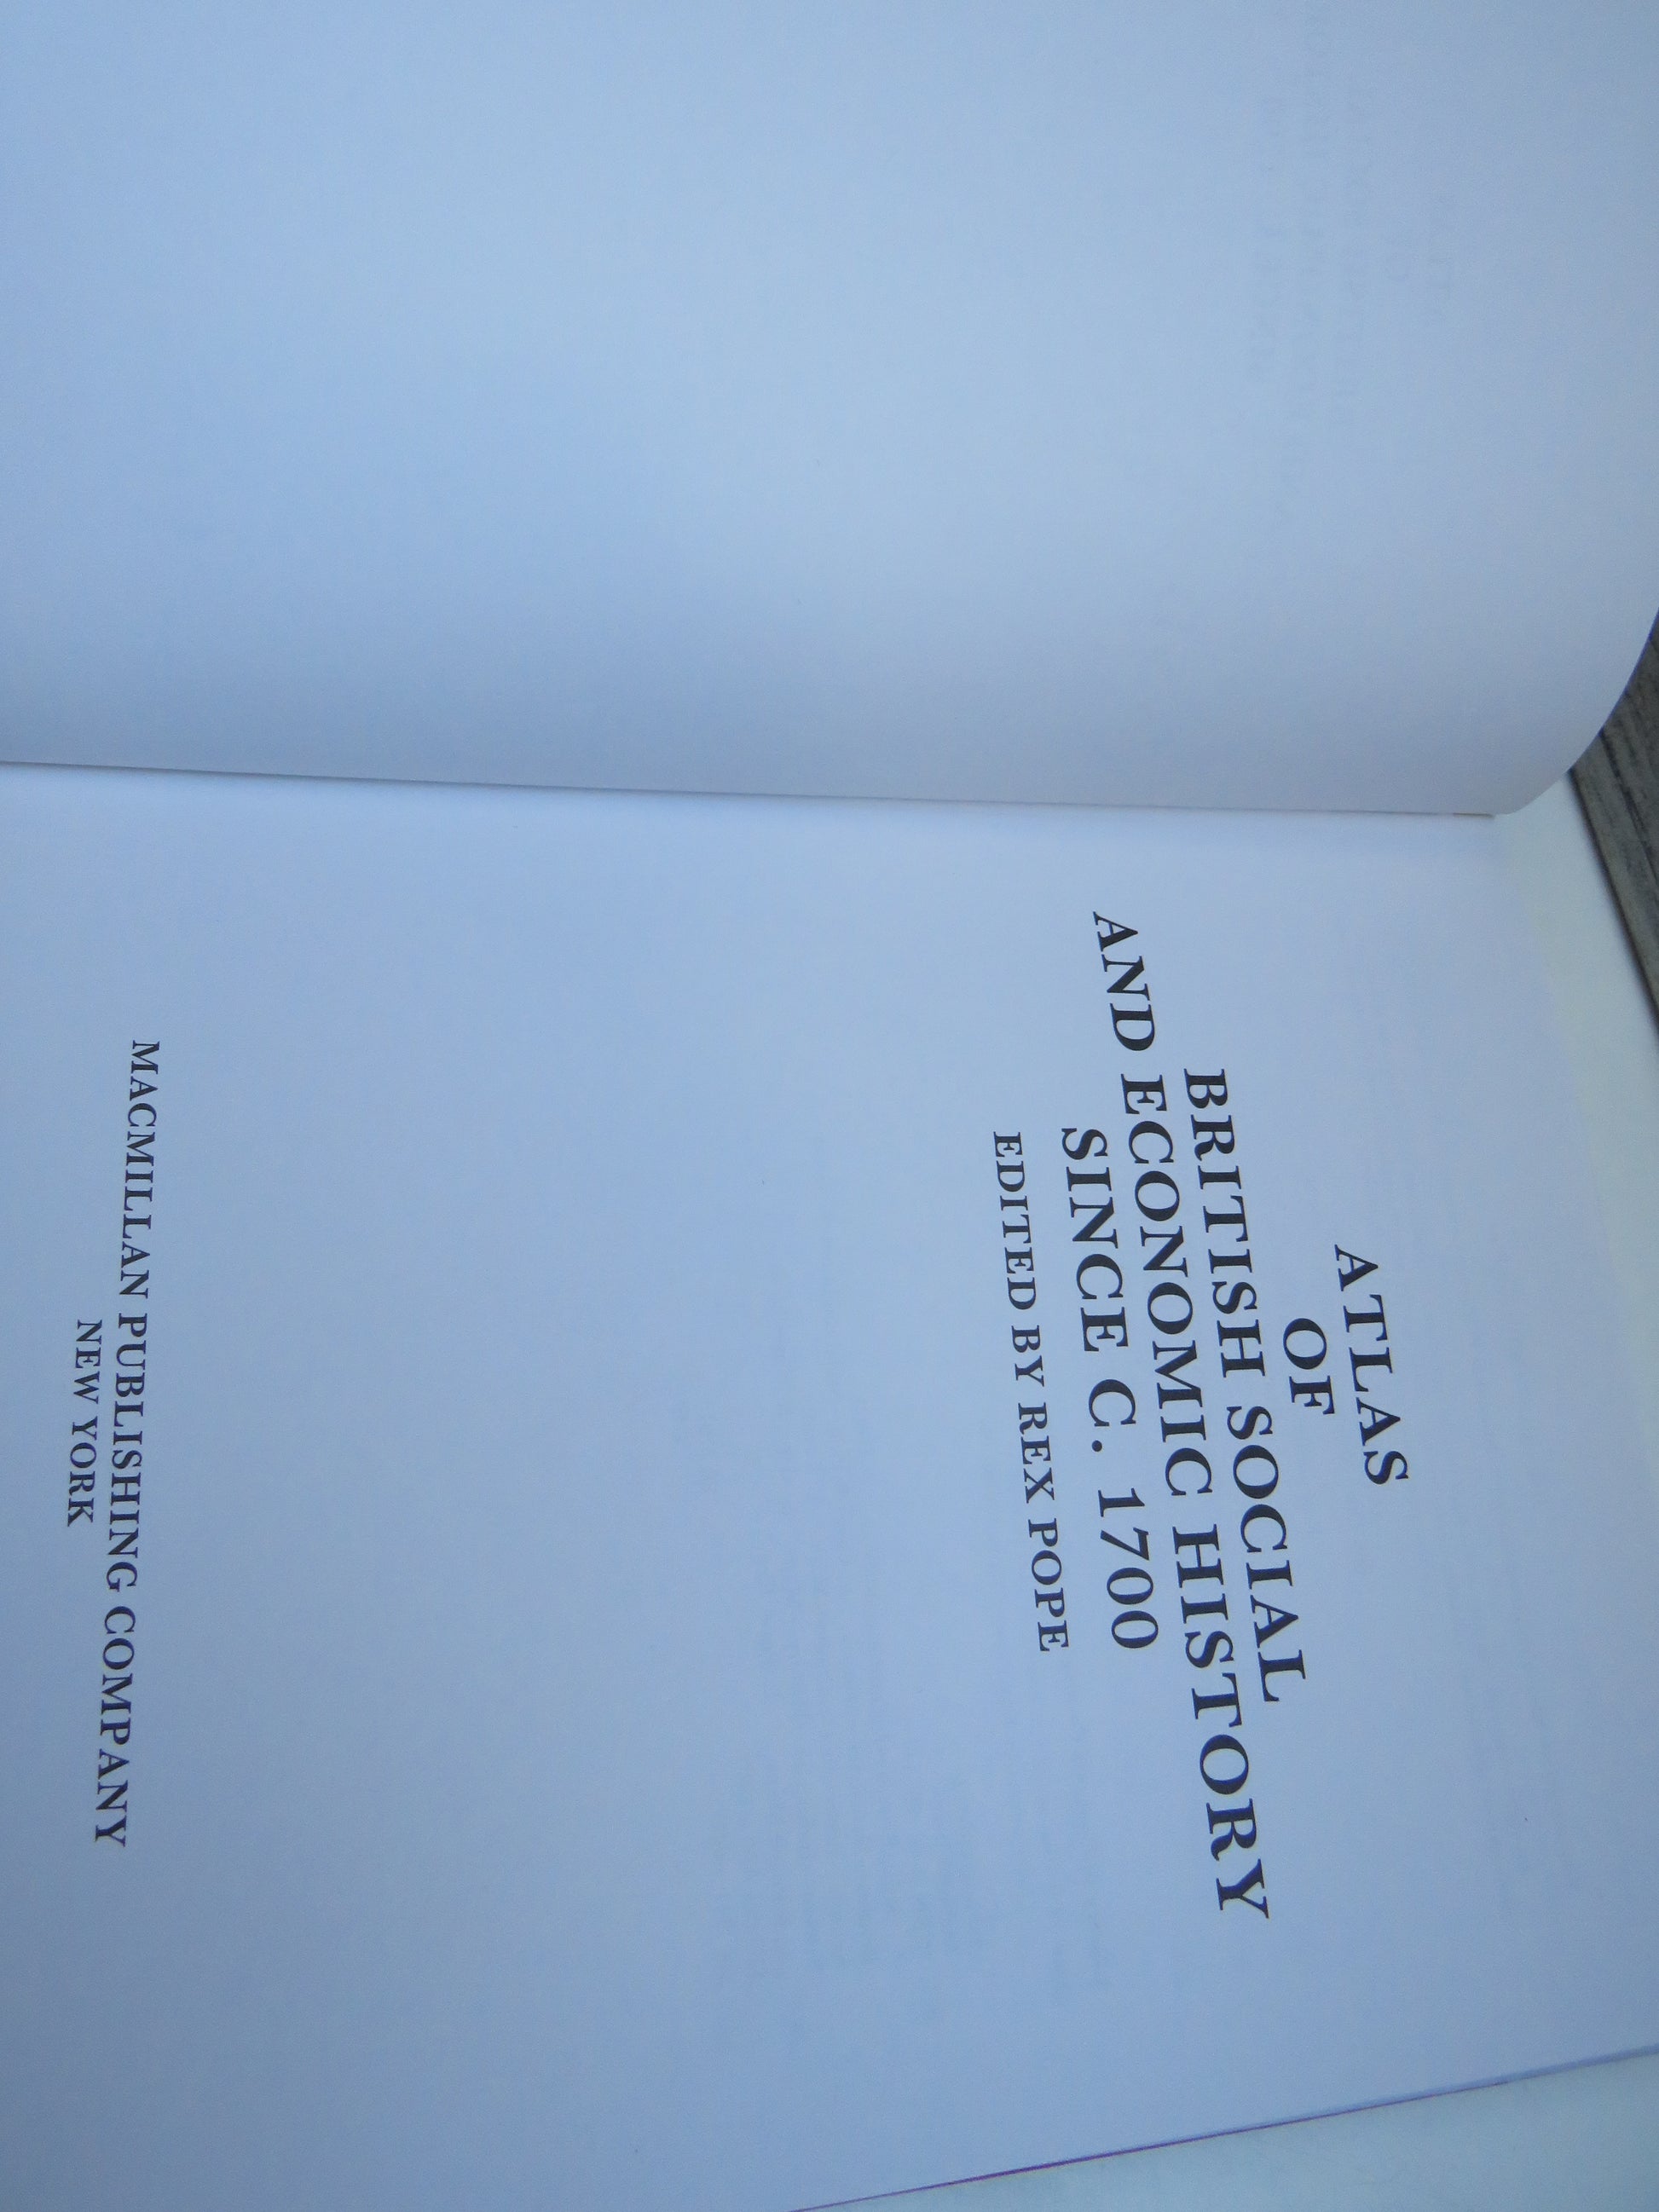 ATLAS
OF
BRITISH SOCIAL
AND ECONOMIC HISTORY
SINCE C. 1700
EDITED BY REX POPE
MACMILLAN PUBLISHING COMPANY
NEW YORK